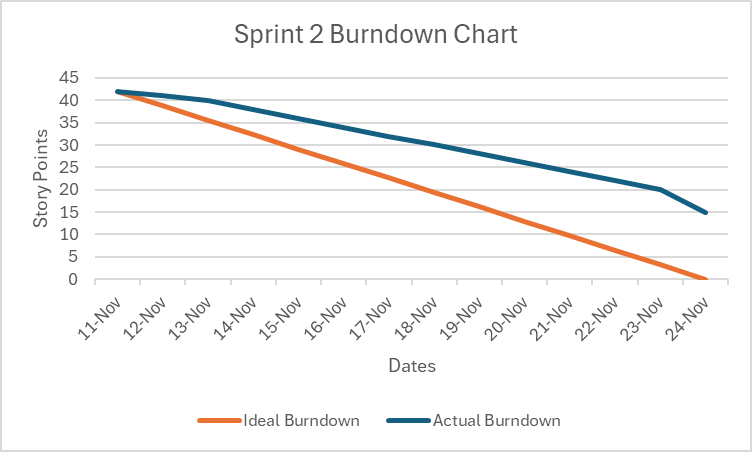 Sprint 2 Burndown Chart
45
40
35
30
25
20
15
10
5
0
Story Points
11-Nov
12-Nov
13-Nov
14-Nov
15-Nov
16-Nov
17-Nov
18-Nov
19-Nov
20-Nov
21-Nov
22-Nov
23-Nov
24-Nov
Dates
Ideal Burndown
Actual Burndown